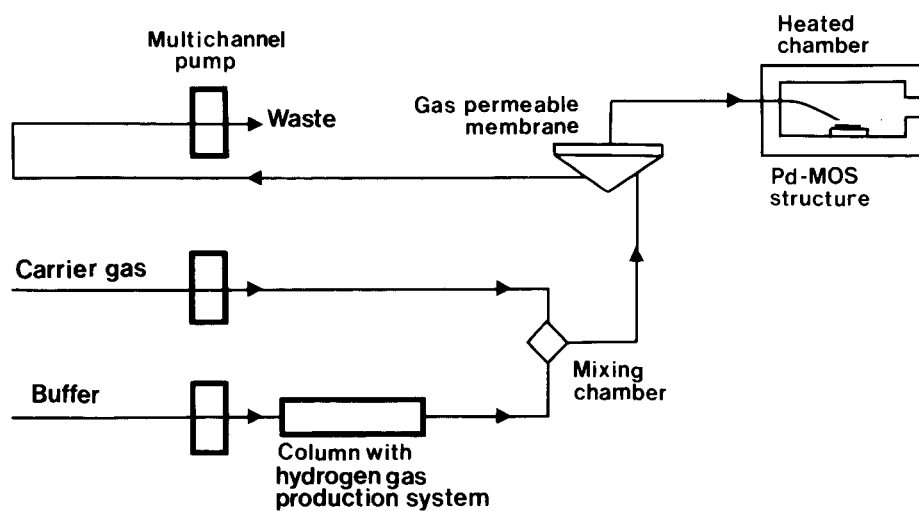 Multichannel
pump
Waste
Heated
chamber
Gas permeable
membrane
Pd-MOS
structure
Carrier gas
Mixing
chamber
Buffer
Column with
hydrogen gas
production system